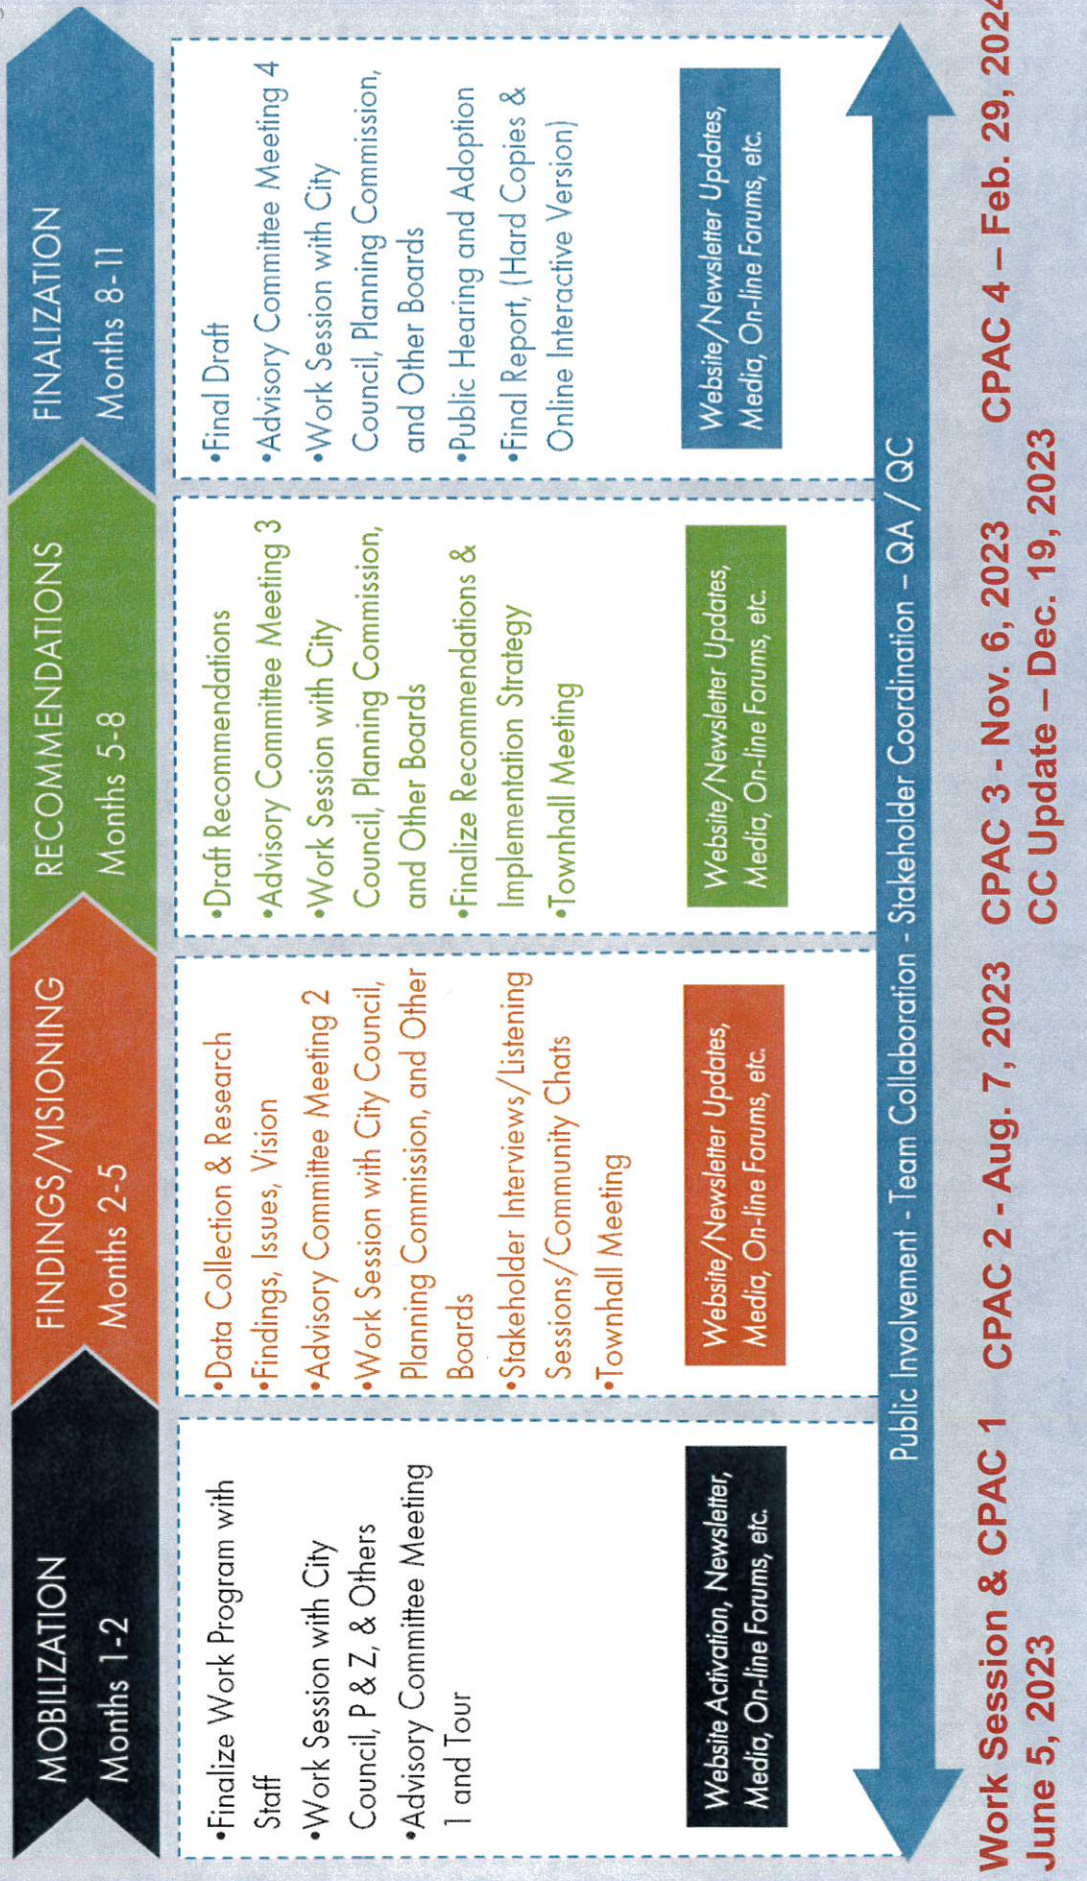 MOBILIZATION
Months 1-2
FINDINGS/VISIONING
Months 2-5
RECOMMENDATIONS
Months 5-8
FINALIZATION
Months 8-11
•Finalize Work Program with
Staff
•Work Session with City
Council, P & Z, & Others
•Advisory Committee Meeting
1 and Tour
Website Activation, Newsletter,
Media, On-line Forums, etc.
•Data Collection & Research
•Findings, Issues, Vision
•Advisory Committee Meeting 2
•Work Session with City Council,
Planning Commission, and Other
Boards
•Stakeholder Interviews/Listening
Sessions/Community Chats
•Townhall Meeting
Website/Newsletter Updates,
Media, On-line Forums, etc.
•Draft Recommendations
•Advisory Committee Meeting 3
•Work Session with City
Council, Planning Commission,
and Other Boards
•Finalize Recommendations &
Implementation Strategy
•Townhall Meeting
Website/Newsletter Updates,
Media, On-line Forums, etc.
•Final Draft
•Advisory Committee Meeting 4
•Work Session with City
Council, Planning Commission,
and Other Boards
•Public Hearing and Adoption
•Final Report, (Hard Copies &
Online Interactive Version)
Website/Newsletter Updates,
Media, On-line Forums, etc.
Public Involvement - Team Collaboration - Stakeholder Coordination – QA / QC
Work Session & CPAC 1
June 5, 2023
CPAC 2 - Aug. 7, 2023
CPAC 3 - Nov. 6, 2023
CC Update – Dec. 19, 2023
CPAC 4 – Feb. 29, 2024